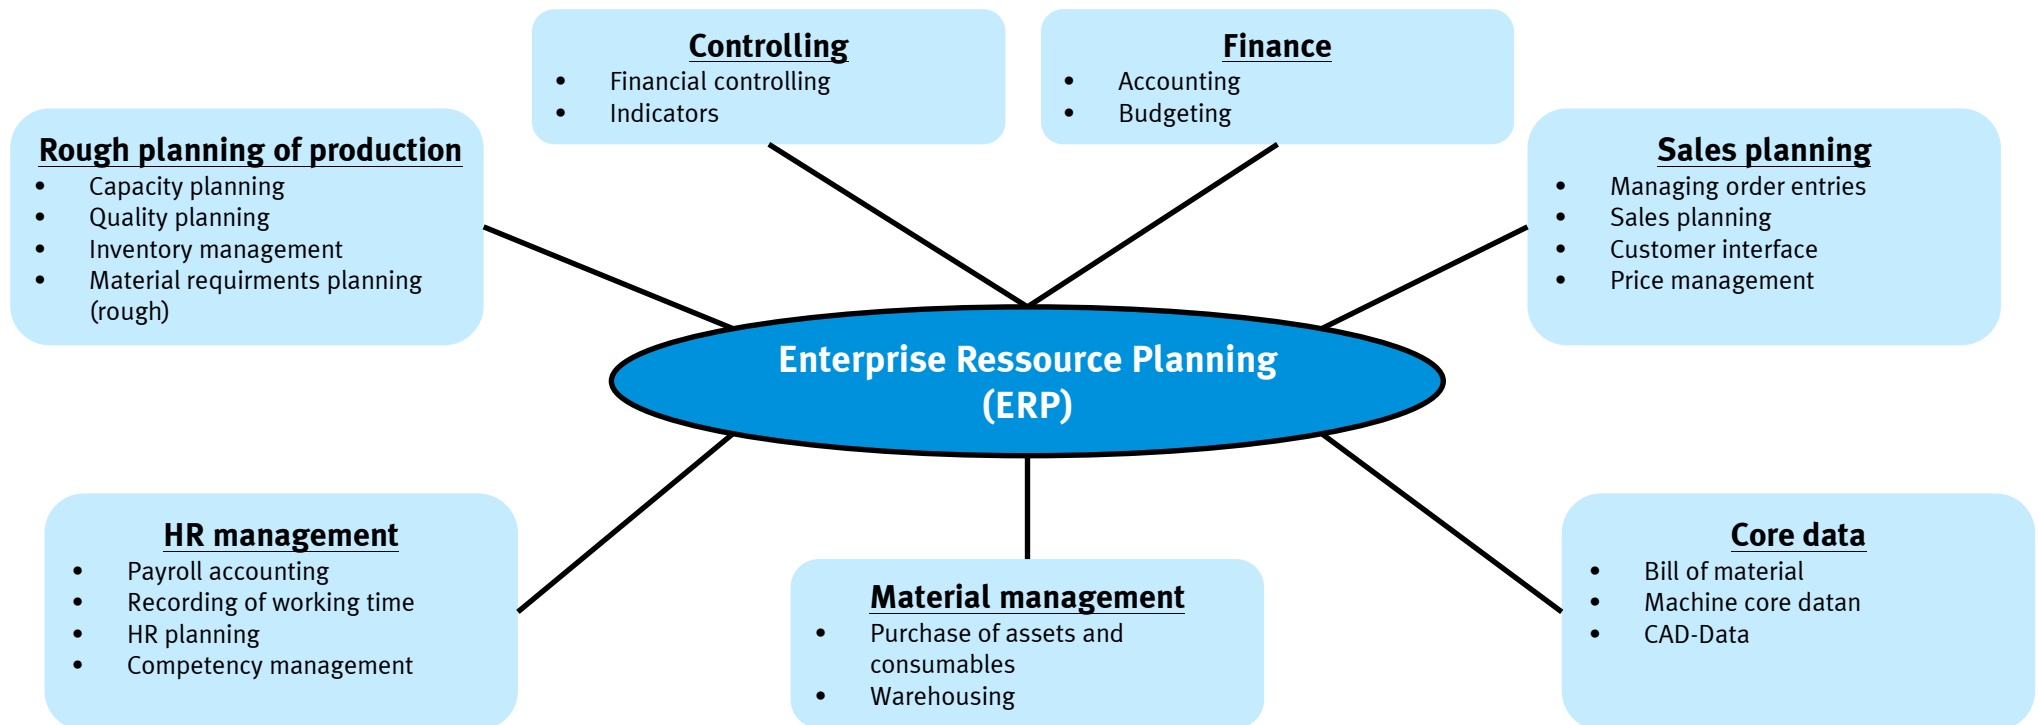 Controlling
• Financial controlling
• Indicators
Finance
• Accounting
• Budgeting
Rough planning of production
• Capacity planning
• Quality planning
• Inventory management
• Material requirments planning
(rough)
Sales planning
• Managing order entries
• Sales planning
• Customer interface
• Price management
Enterprise Ressource Planning
(ERP)
HR management
• Payroll accounting
• Recording of working time
• HR planning
• Competency management
Material management
• Purchase of assets and
consumables
• Warehousing
Core data
• Bill of material
• Machine core datan
• CAD-Data